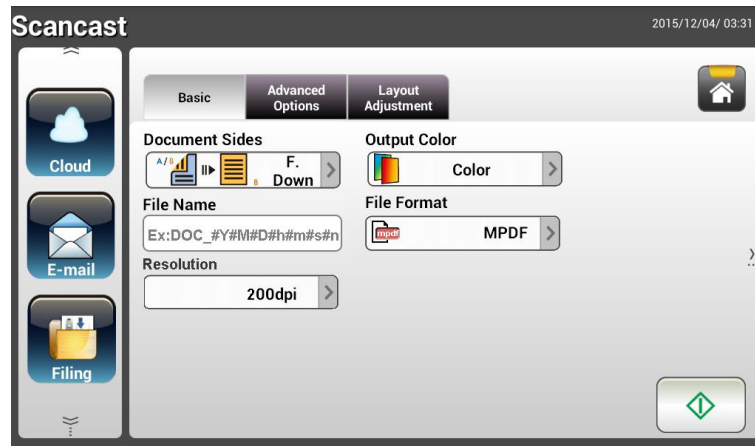 Scancast
2015/12/04/ 03:31
Cloud
E-mail
Filing
Basic
Advanced
Options
Layout
Adjustment
Document Sides
A/B
B
F.
Down
Output Color
Color
File Name
Ex:DOC_#Y#M#D#h#m#s#n
File Format
mpdf
MPDF
Resolution
200dpi